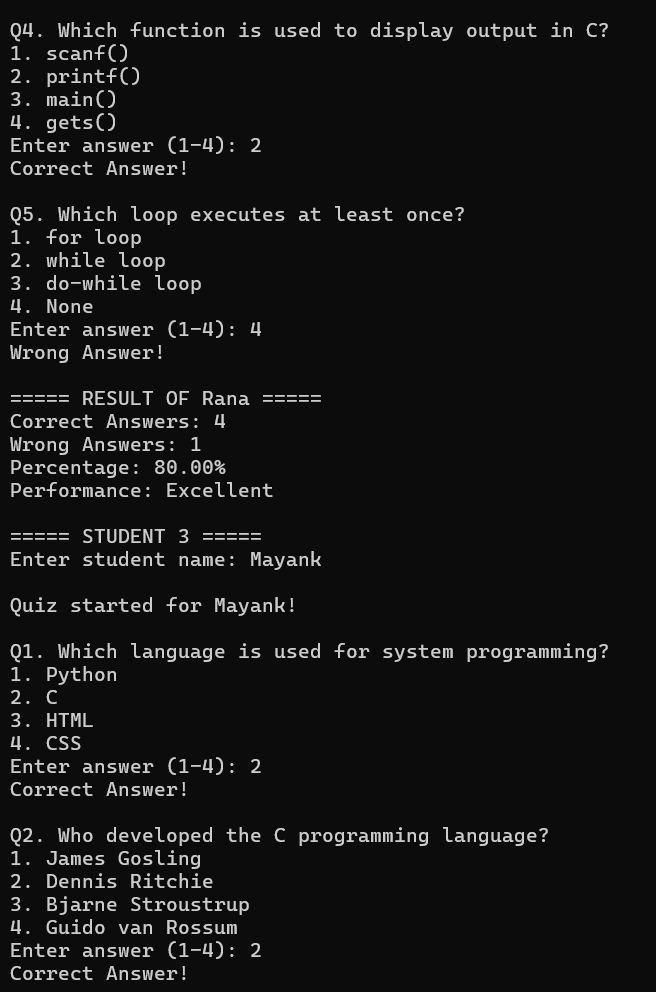 Q4. Which function is used to display output in C?
1. scanf()
2. printf()
3. main()
4. gets()
Enter answer (1-4): 2
Correct Answer!

Q5. Which loop executes at least once?
1. for loop
2. while loop
3. do-while loop
4. None
Enter answer (1-4): 4
Wrong Answer!

===== RESULT OF Rana =====
Correct Answers: 4
Wrong Answers: 1
Percentage: 80.00%
Performance: Excellent

===== STUDENT 3 =====
Enter student name: Mayank

Quiz started for Mayank!

Q1. Which language is used for system programming?
1. Python
2. C
3. HTML
4. CSS
Enter answer (1-4): 2
Correct Answer!

Q2. Who developed the C programming language?
1. James Gosling
2. Dennis Ritchie
3. Bjarne Stroustrup
4. Guido van Rossum
Enter answer (1-4): 2
Correct Answer!